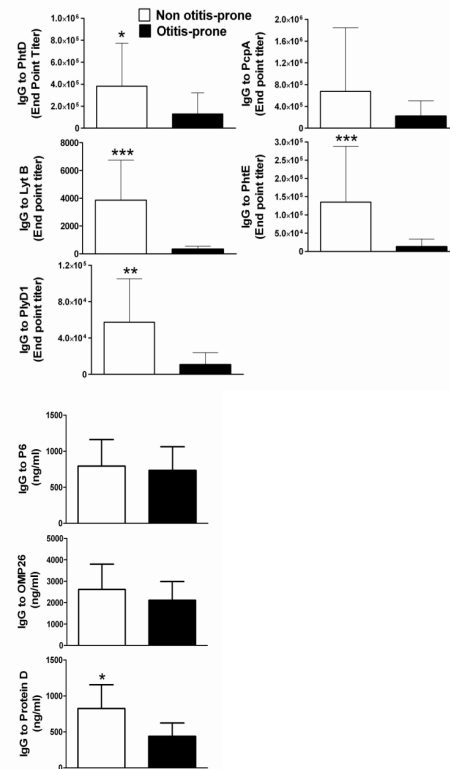 Non otitis-prone
Otitis-prone
IgG to PhtD
(End Point Titer)
1.0×10⁶
8.0×10⁵
6.0×10⁵
4.0×10⁵
2.0×10⁵
0
*
IgG to PcpA
(End point titer)
2.0×10⁶
1.6×10⁶
1.2×10⁶
8.0×10⁵
4.0×10⁵
0
IgG to Lyt B
(End point titer)
8000
6000
4000
2000
0
***
IgG to PhtE
(End point titer)
3.0×10⁵
2.5×10⁵
2.0×10⁵
1.5×10⁵
1.0×10⁵
5.0×10⁴
0
***
IgG to PlyD1
(End point titer)
1.2×10⁵
8.0×10⁴
4.0×10⁴
0
**
IgG to P6
(ng/ml)
1500
1000
500
0
IgG to OMP26
(ng/ml)
5000
4000
3000
2000
1000
0
IgG to Protein D
(ng/ml)
1500
1000
500
0
*